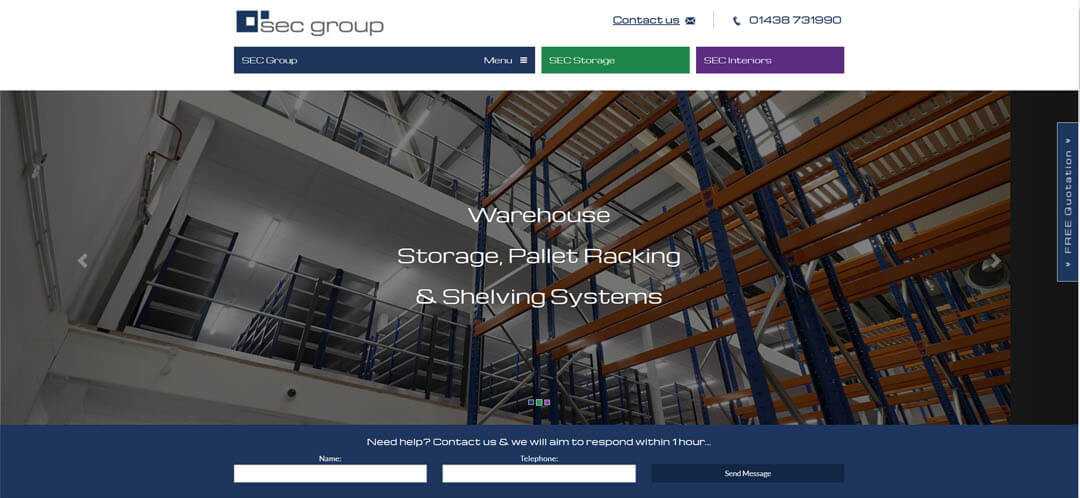 sec group
Contact us
01438 731990
SEC Group
Menu
SEC Storage
SEC Interiors
FREE Quotation
Warehouse
Storage, Pallet Racking
& Shelving Systems
Need help? Contact us & we will aim to respond within 1 hour...
Name:
Telephone:
Send Message